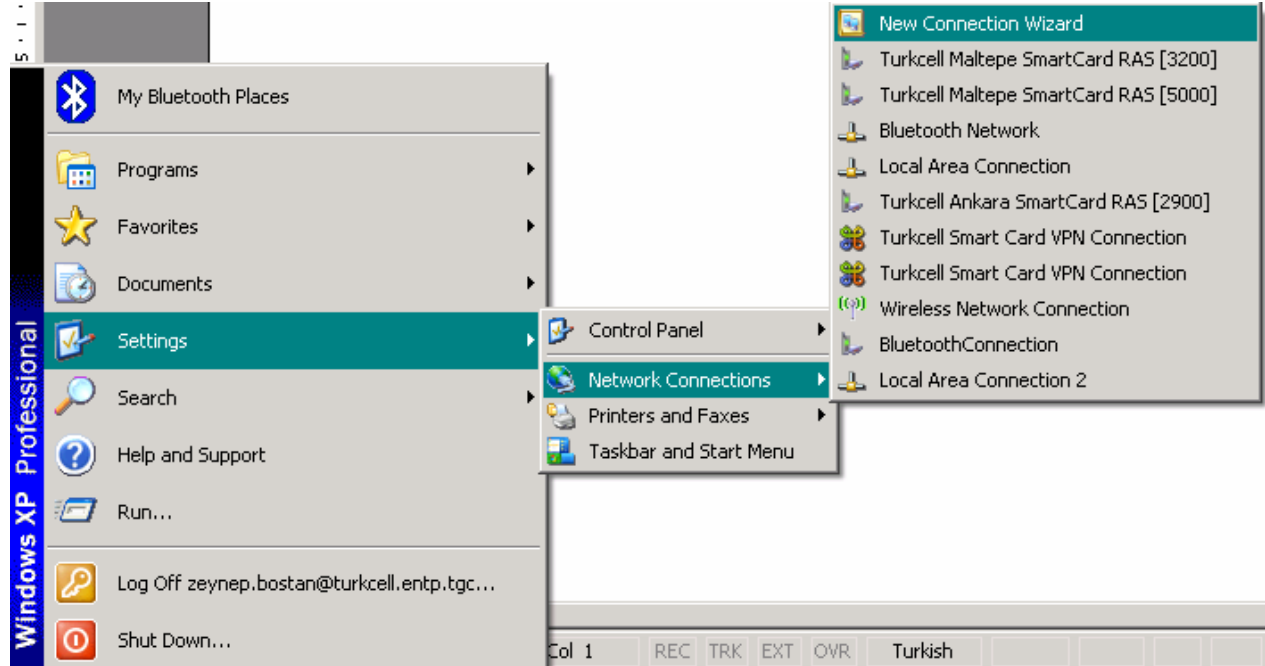 5
My Bluetooth Places
Programs
Favorites
Documents
Settings
Search
Help and Support
Run...
Log Off zeynep.bostan@turkcell.entp.tgc...
Shut Down...
Windows XP Professional
Control Panel
Network Connections
Printers and Faxes
Taskbar and Start Menu
New Connection Wizard
Turkcell Maltepe SmartCard RAS [3200]
Turkcell Maltepe SmartCard RAS [5000]
Bluetooth Network
Local Area Connection
Turkcell Ankara SmartCard RAS [2900]
Turkcell Smart Card VPN Connection
Turkcell Smart Card VPN Connection
Wireless Network Connection
BluetoothConnection
Local Area Connection 2
Col 1 REC TRK EXT OVR Turkish